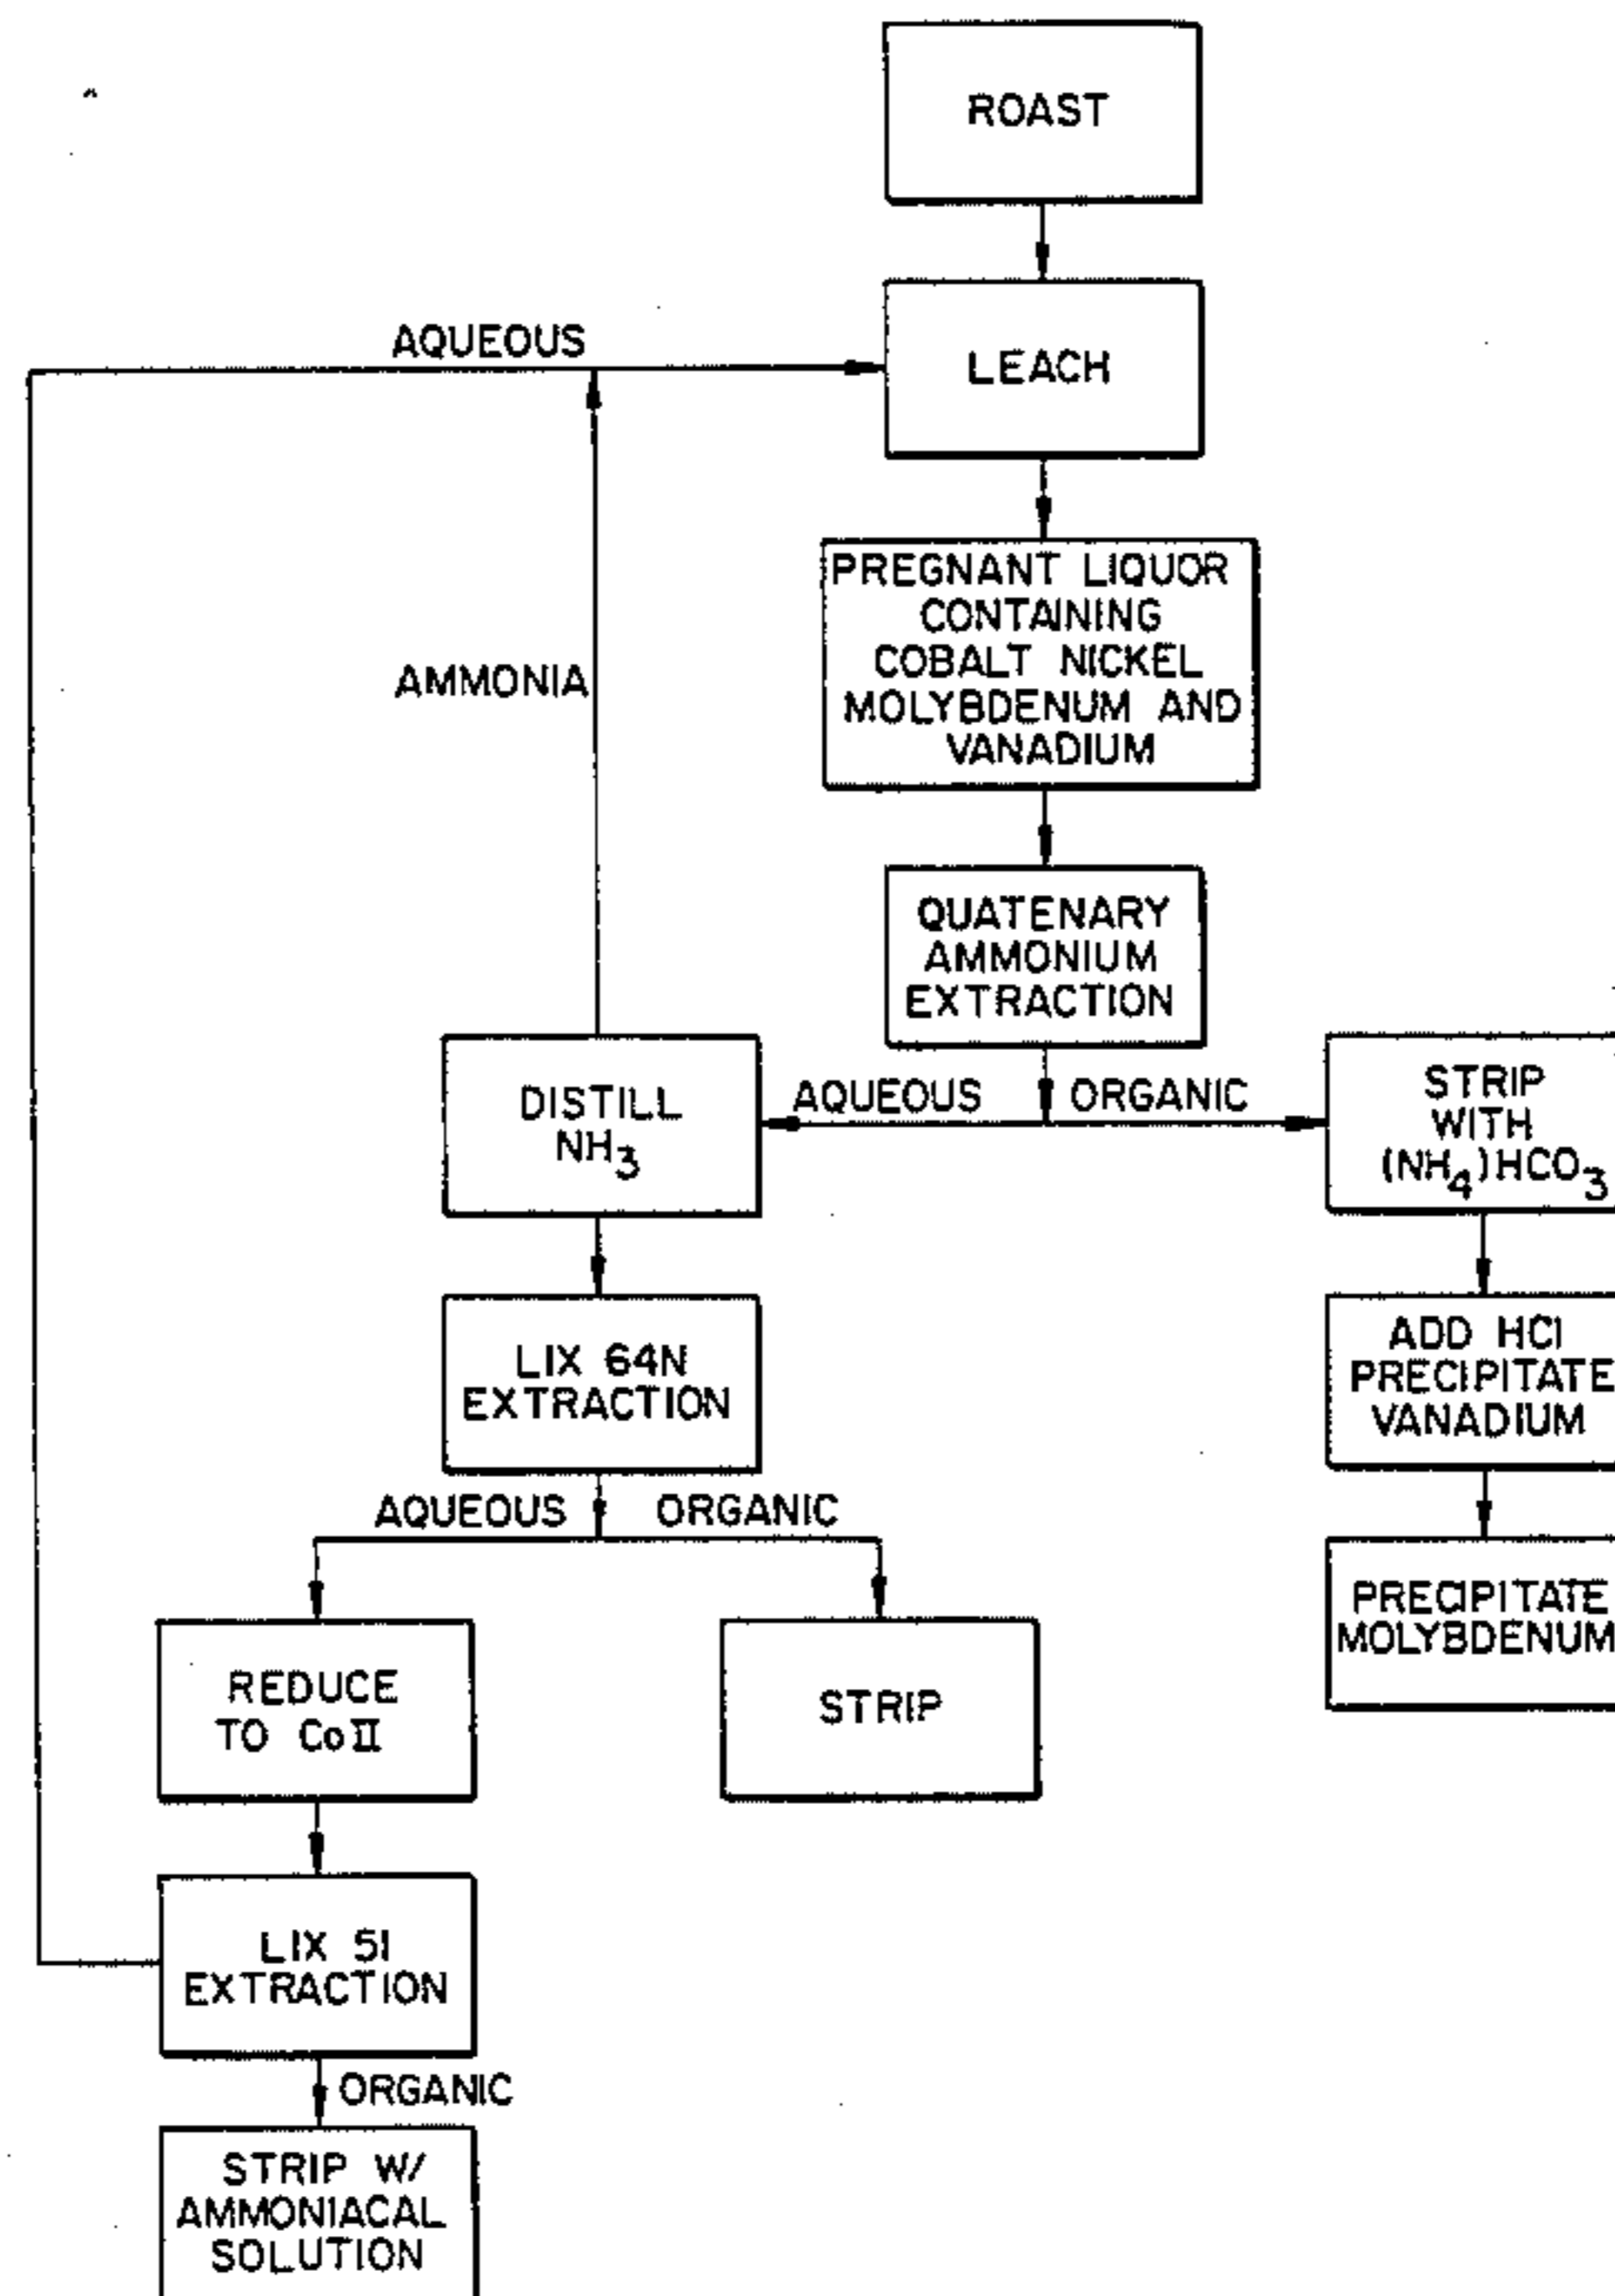 ROAST
AQUEOUS
LEACH
PREGNANT LIQUOR
CONTAINING
COBALT NICKEL
MOLYBDENUM AND
VANADIUM
AMMONIA
QUATENARY
AMMONIUM
EXTRACTION
DISTILL
NH3
AQUEOUS
ORGANIC
STRIP
WITH
(NH4)HCO3
LIX 64N
EXTRACTION
ADD HCl
PRECIPITATE
VANADIUM
AQUEOUS
ORGANIC
PRECIPITATE
MOLYBDENUM
REDUCE
TO CoII
STRIP
LIX 51
EXTRACTION
ORGANIC
STRIP W/
AMMONIACAL
SOLUTION